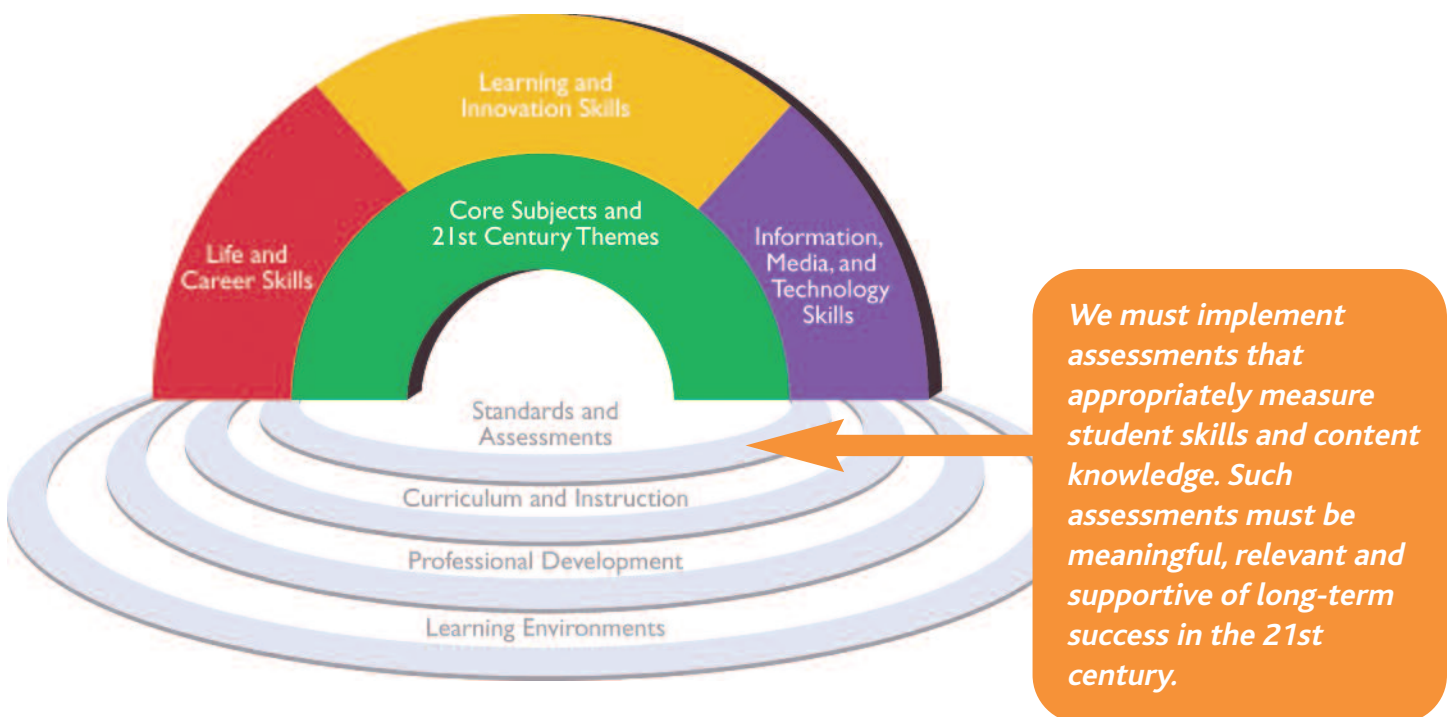 Learning and
Innovation Skills
Core Subjects and
21st Century Themes
Life and
Career Skills
Information,
Media, and
Technology
Skills
Standards and
Assessments
Curriculum and Instruction
Professional Development
Learning Environments
We must implement
assessments that
appropriately measure
student skills and content
knowledge. Such
assessments must be
meaningful, relevant and
supportive of long-term
success in the 21st
century.